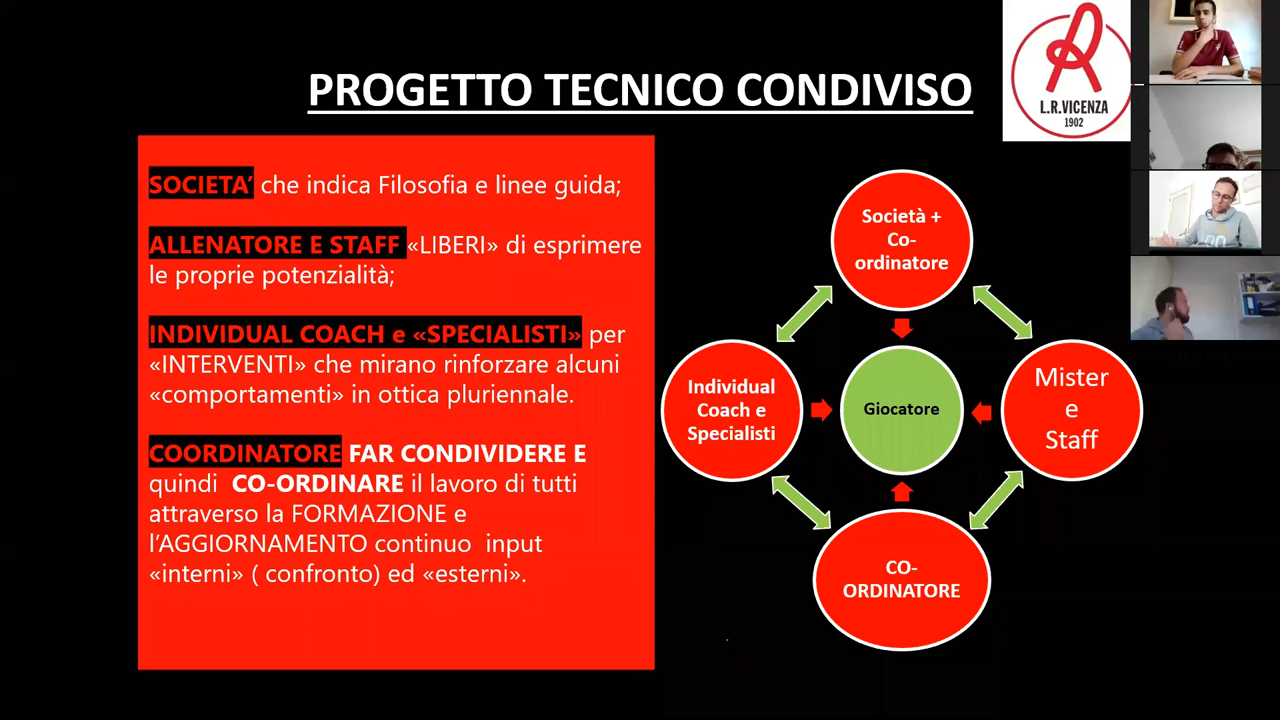 PROGETTO TECNICO CONDIVISO
L.R.VICENZA
1902
SOCIETA' che indica Filosofia e linee guida;
ALLENATORE E STAFF «LIBERI» di esprimere
le proprie potenzialità;
INDIVIDUAL COACH e «SPECIALISTI» per
«INTERVENTI» che mirano rinforzare alcuni
«comportamenti» in ottica pluriennale.
COORDINATORE FAR CONDIVIDERE E
quindi CO-ORDINARE il lavoro di tutti
attraverso la FORMAZIONE e
l'AGGIORNAMENTO continuo input
«interni» ( confronto) ed «esterni».
Società +
Co-
ordinatore
Individual
Coach e
Specialisti
Giocatore
Mister
e
Staff
CO-
ORDINATORE